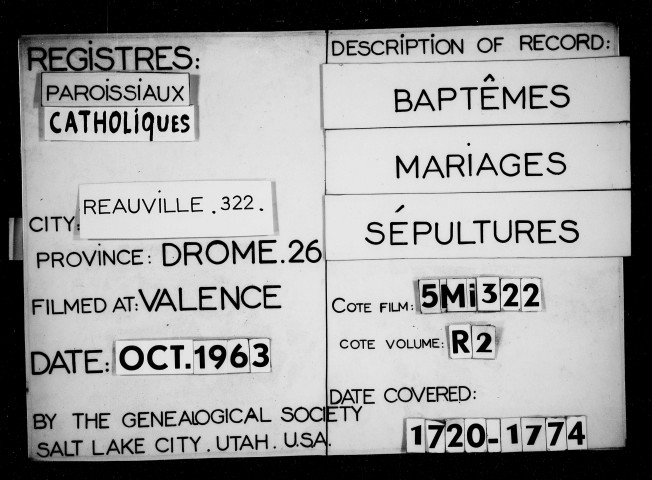 REGISTRES:
PAROISSIAUX
CATHOLIQUES
CITY: REAUVILLE.322.
PROVINCE: DROME.26
FILMED AT: VALENCE
DATE: OCT.1963
BY THE GENEALOGICAL SOCIETY
SALT LAKE CITY. UTAH. U.S.A.
DESCRIPTION OF RECORD:
BAPTÊMES
MARIAGES
SÉPULTURES
COTE FILM: 5Mi322
COTE VOLUME: R2
DATE COVERED:
1720-1774